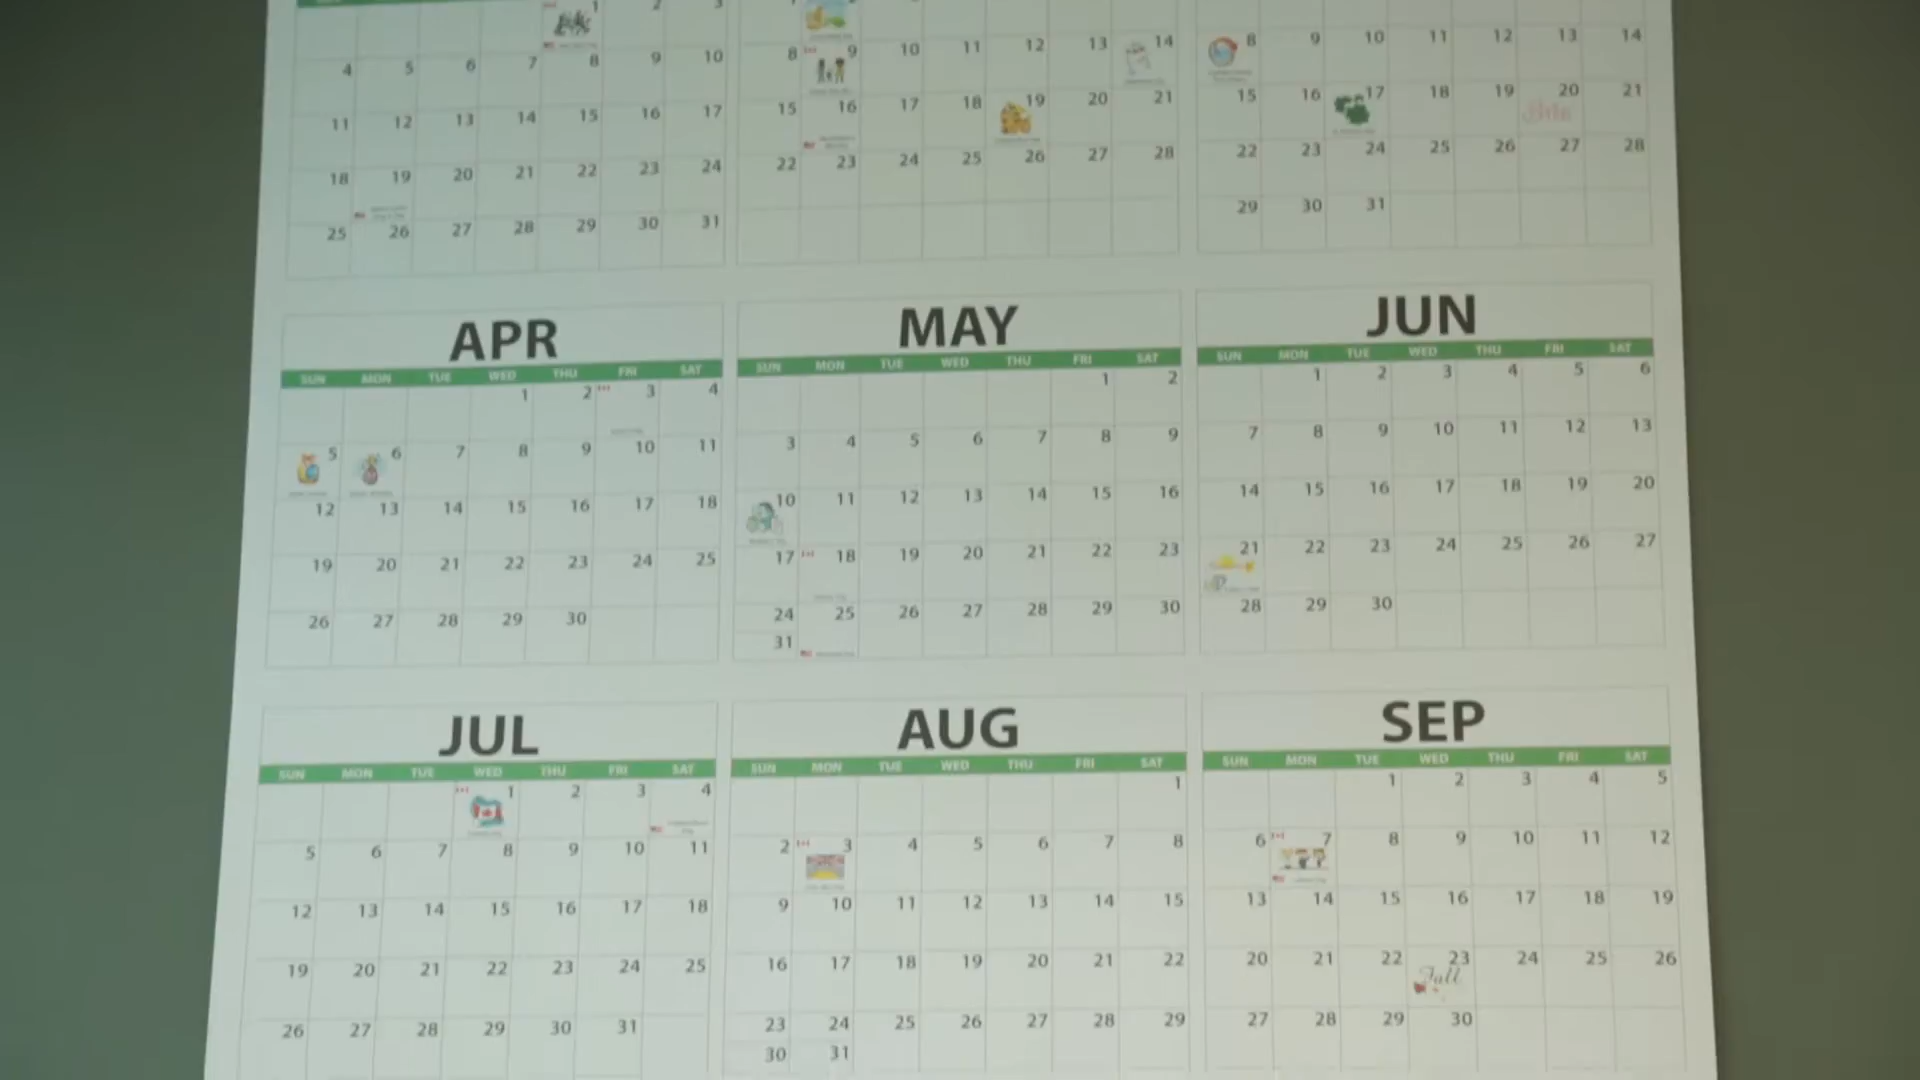 1 2 3
4 5 6 7 8 9 10
11 12 13 14 15 16 17
18 19 20 21 22 23 24
25 26 27 28 29 30 31
8 9 10 11 12 13 14
15 16 17 18 19 20 21
22 23 24 25 26 27 28
8 9 10 11 12 13 14
15 16 17 18 19 20 21
22 23 24 25 26 27 28
29 30 31
APR
SUN MON TUE WED THU FRI SAT
1 2 3 4
5 6 7 8 9 10 11
12 13 14 15 16 17 18
19 20 21 22 23 24 25
26 27 28 29 30
MAY
SUN MON TUE WED THU FRI SAT
1 2
3 4 5 6 7 8 9
10 11 12 13 14 15 16
17 18 19 20 21 22 23
24 25 26 27 28 29 30
31
JUN
SUN MON TUE WED THU FRI SAT
1 2 3 4 5 6
7 8 9 10 11 12 13
14 15 16 17 18 19 20
21 22 23 24 25 26 27
28 29 30
JUL
SUN MON TUE WED THU FRI SAT
1 2 3 4
5 6 7 8 9 10 11
12 13 14 15 16 17 18
19 20 21 22 23 24 25
26 27 28 29 30 31
AUG
SUN MON TUE WED THU FRI SAT
1
2 3 4 5 6 7 8
9 10 11 12 13 14 15
16 17 18 19 20 21 22
23 24 25 26 27 28 29
30 31
SEP
SUN MON TUE WED THU FRI SAT
1 2 3 4 5
6 7 8 9 10 11 12
13 14 15 16 17 18 19
20 21 22 23 24 25 26
Fall
27 28 29 30